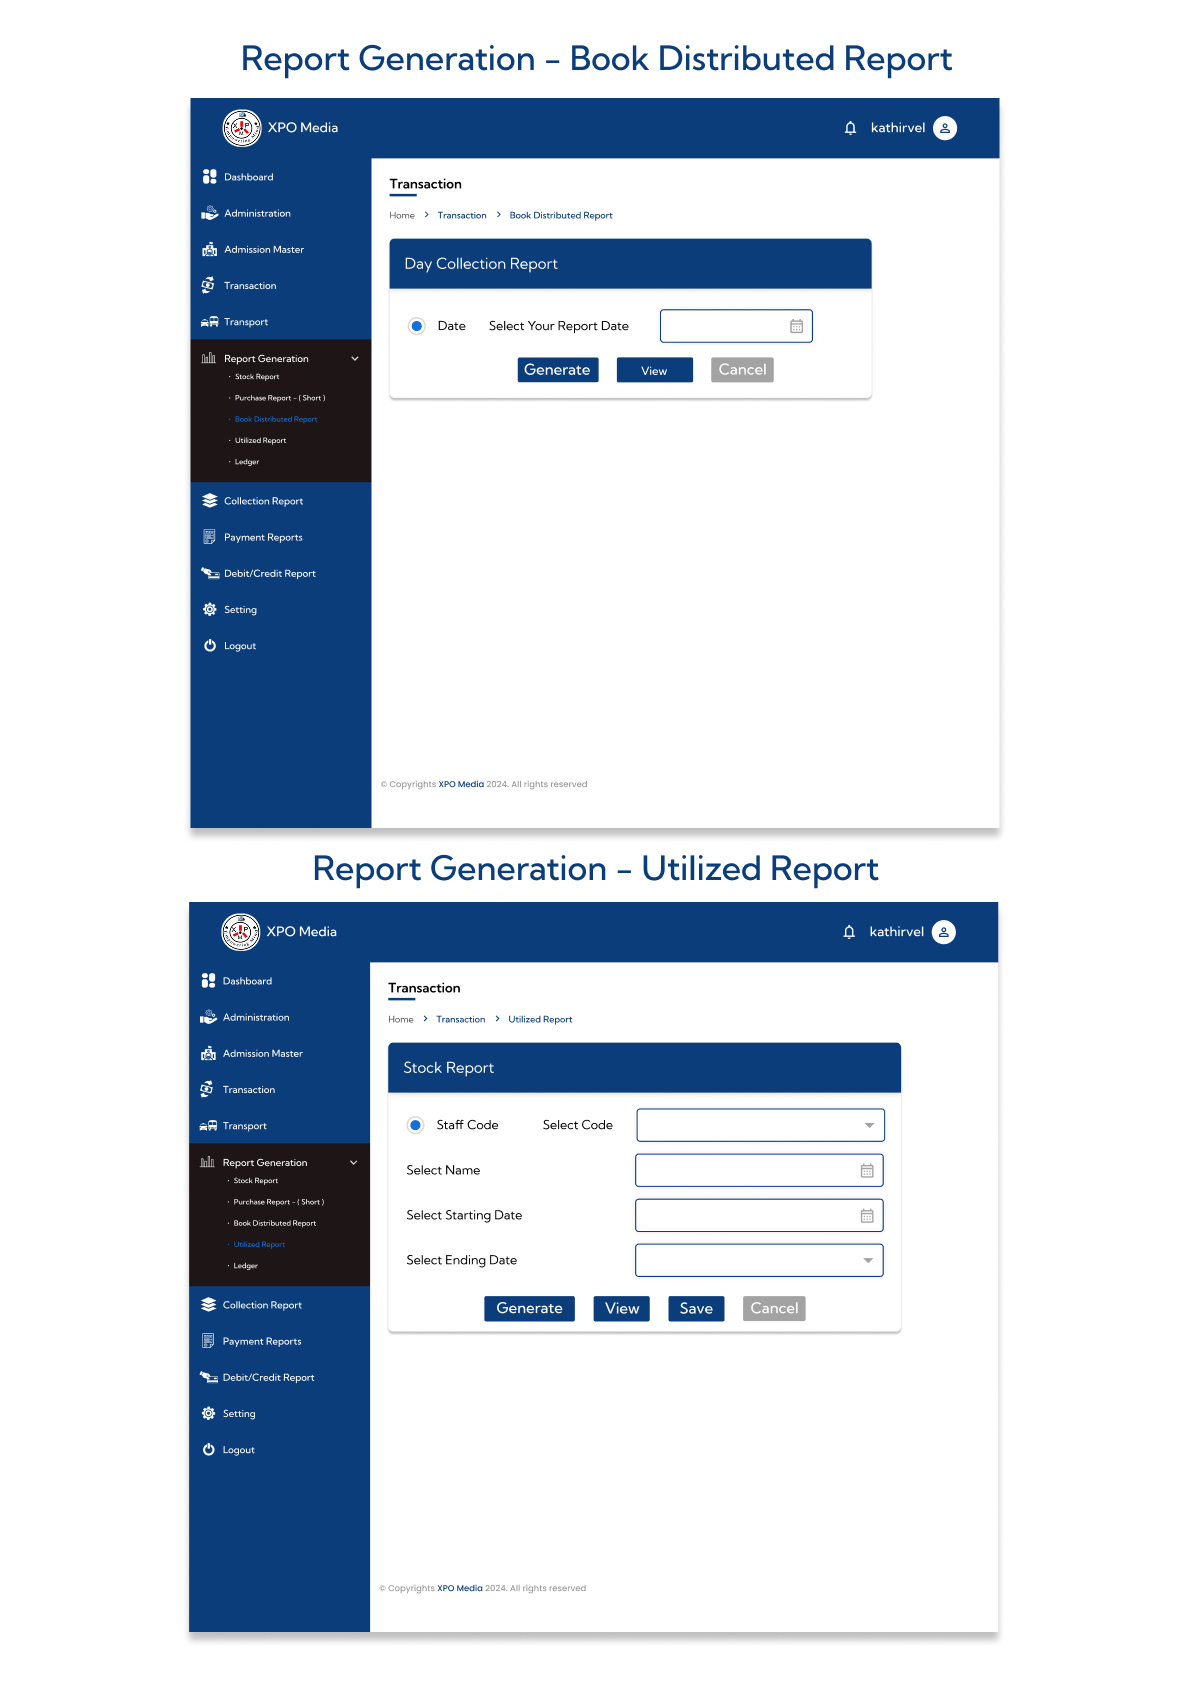 Report Generation - Book Distributed Report
XPO Media
kathirvel
Dashboard
Administration
Admission Master
Transaction
Transport
Report Generation
· Stock Report
· Purchase Report - ( Short )
· Book Distributed Report
· Utilized Report
· Ledger
Collection Report
Payment Reports
Debit/Credit Report
Setting
Logout
Transaction
Home > Transaction > Book Distributed Report
Day Collection Report
Date Select Your Report Date
Generate View Cancel
© Copyrights XPO Media 2024. All rights reserved
Report Generation - Utilized Report
XPO Media
kathirvel
Dashboard
Administration
Admission Master
Transaction
Transport
Report Generation
· Stock Report
· Purchase Report - ( Short )
· Book Distributed Report
· Utilized Report
· Ledger
Collection Report
Payment Reports
Debit/Credit Report
Setting
Logout
Transaction
Home > Transaction > Utilized Report
Stock Report
Staff Code Select Code
Select Name
Select Starting Date
Select Ending Date
Generate View Save Cancel
© Copyrights XPO Media 2024. All rights reserved